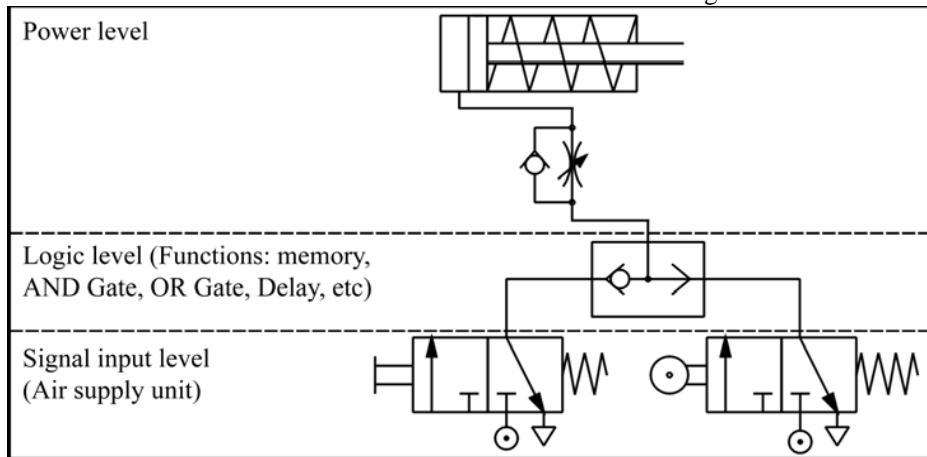 Power level
Logic level (Functions: memory,
AND Gate, OR Gate, Delay, etc)
Signal input level
(Air supply unit)